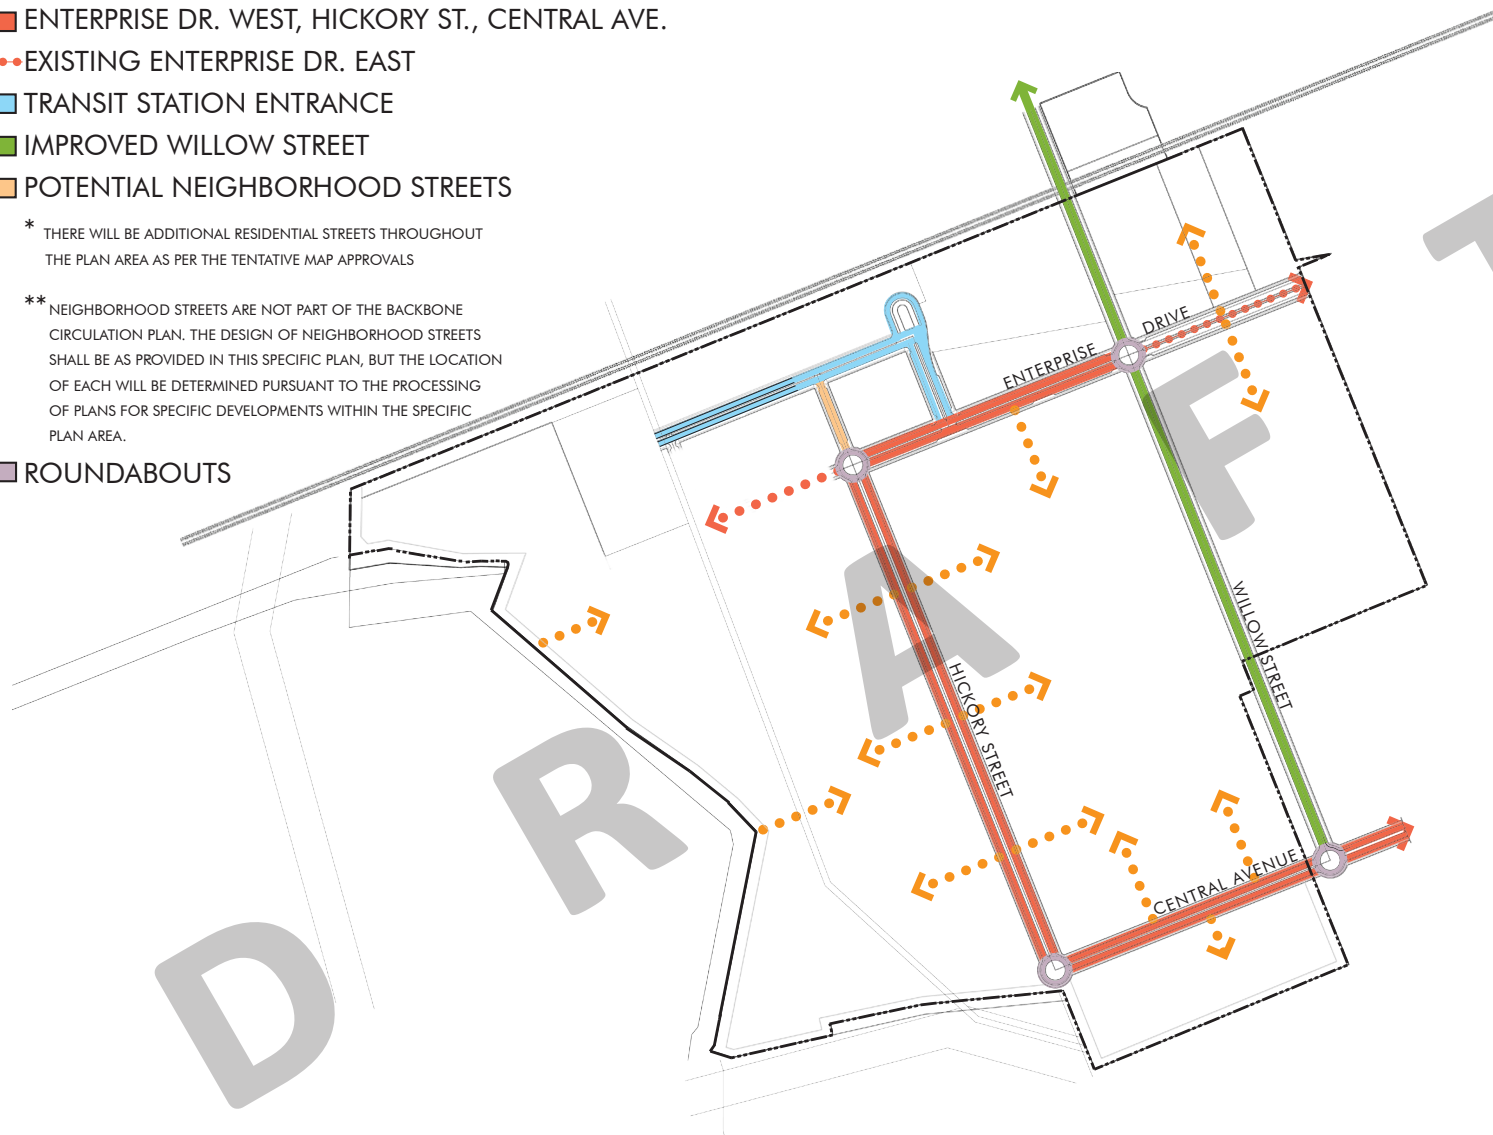 ENTERPRISE DR. WEST, HICKORY ST., CENTRAL AVE.
EXISTING ENTERPRISE DR. EAST
TRANSIT STATION ENTRANCE
IMPROVED WILLOW STREET
POTENTIAL NEIGHBORHOOD STREETS
* THERE WILL BE ADDITIONAL RESIDENTIAL STREETS THROUGHOUT
THE PLAN AREA AS PER THE TENTATIVE MAP APPROVALS
** NEIGHBORHOOD STREETS ARE NOT PART OF THE BACKBONE
CIRCULATION PLAN. THE DESIGN OF NEIGHBORHOOD STREETS
SHALL BE AS PROVIDED IN THIS SPECIFIC PLAN, BUT THE LOCATION
OF EACH WILL BE DETERMINED PURSUANT TO THE PROCESSING
OF PLANS FOR SPECIFIC DEVELOPMENTS WITHIN THE SPECIFIC
PLAN AREA.
ROUNDABOUTS
ENTERPRISE DRIVE
WILLOW STREET
HICKORY STREET
CENTRAL AVENUE
DRAFT